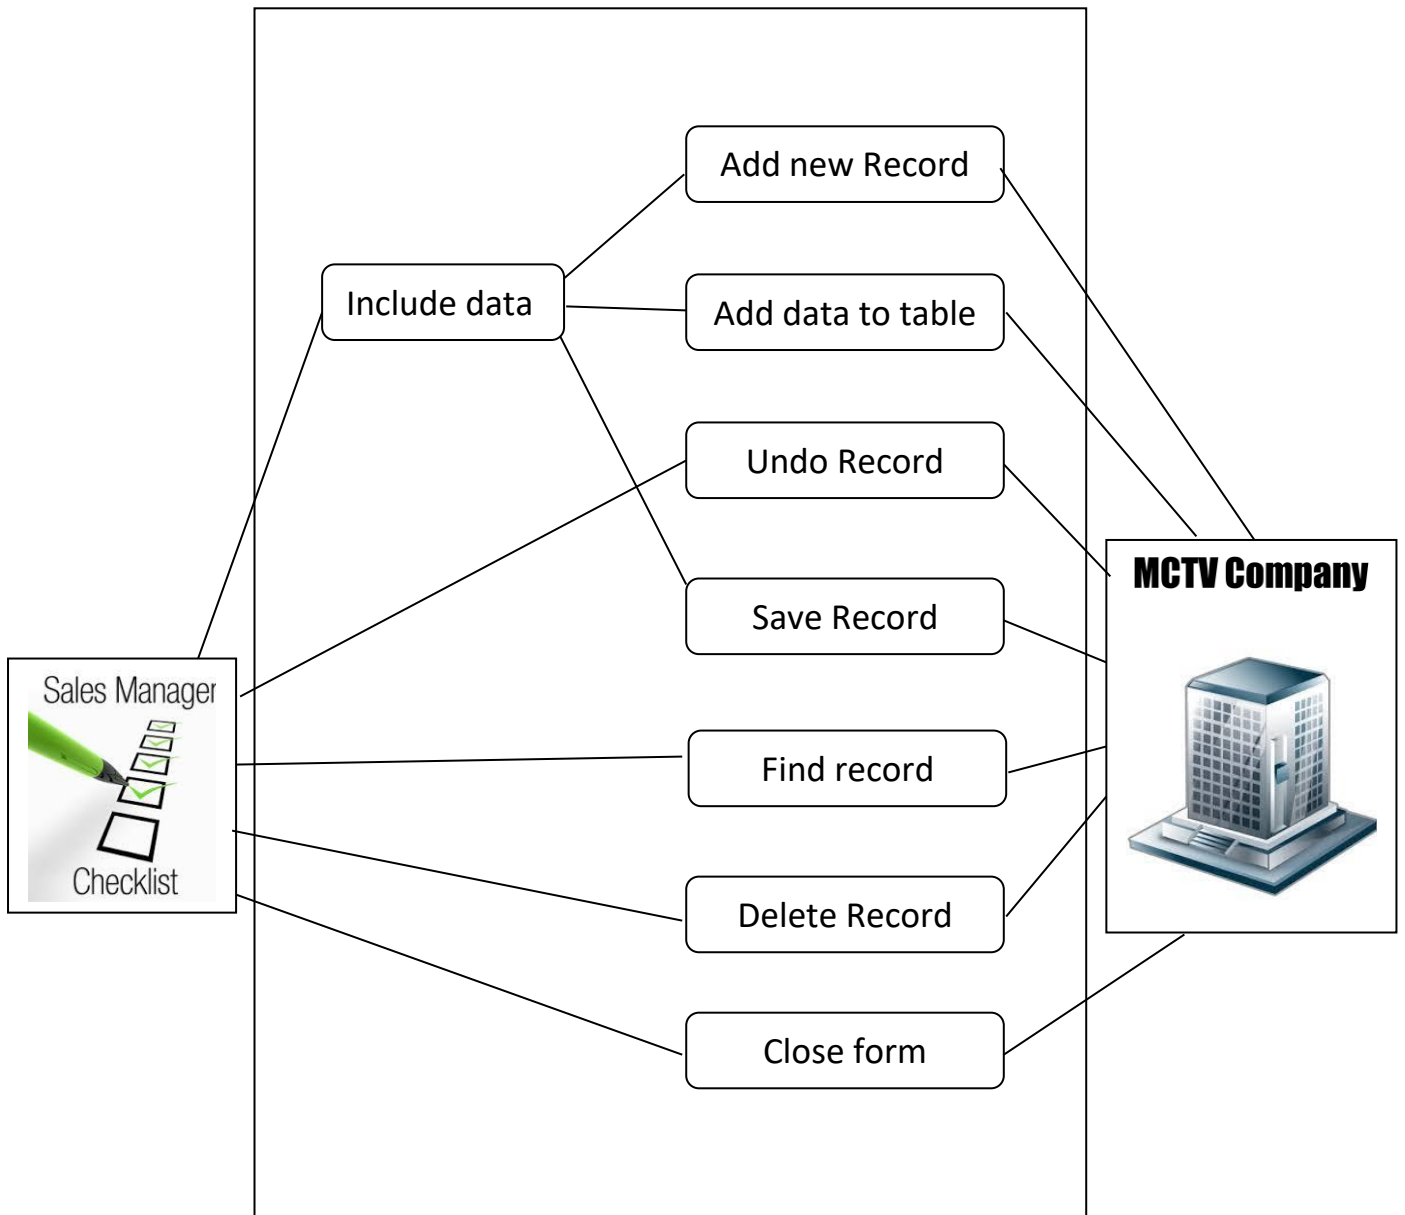 Add new Record
Include data
Add data to table
Undo Record
MCTV Company
Save Record
Sales Manager
Find record
Checklist
Delete Record
Close form